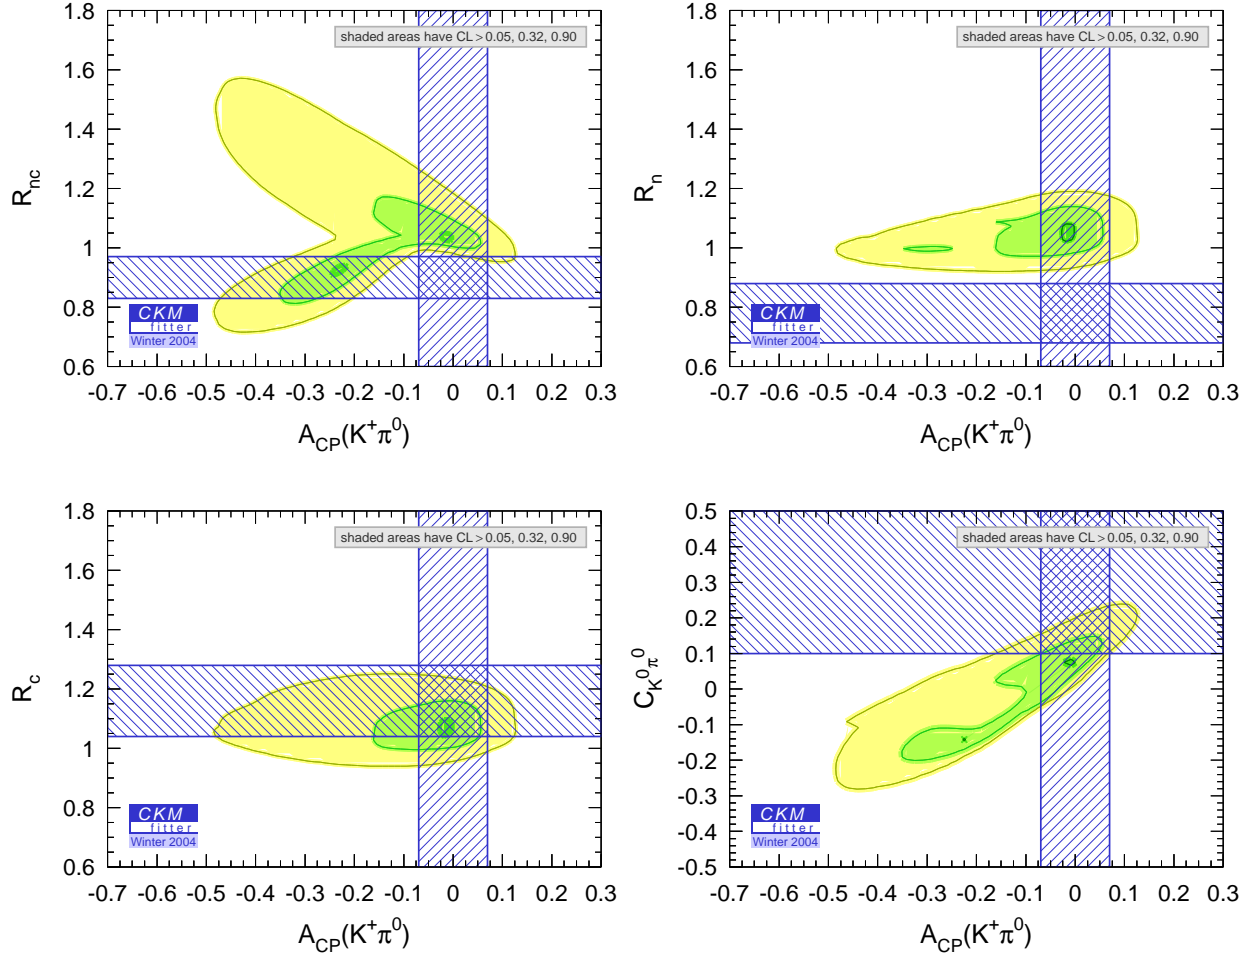 1.8
1.6
1.4
1.2
1
0.8
0.6
R_nc
shaded areas have CL > 0.05, 0.32, 0.90
CKM
fitter
Winter 2004
-0.7 -0.6 -0.5 -0.4 -0.3 -0.2 -0.1 0 0.1 0.2 0.3
A_CP(K⁺π⁰)
1.8
1.6
1.4
1.2
1
0.8
0.6
R_n
shaded areas have CL > 0.05, 0.32, 0.90
CKM
fitter
Winter 2004
-0.7 -0.6 -0.5 -0.4 -0.3 -0.2 -0.1 0 0.1 0.2 0.3
A_CP(K⁺π⁰)
1.8
1.6
1.4
1.2
1
0.8
0.6
R_c
shaded areas have CL > 0.05, 0.32, 0.90
CKM
fitter
Winter 2004
-0.7 -0.6 -0.5 -0.4 -0.3 -0.2 -0.1 0 0.1 0.2 0.3
A_CP(K⁺π⁰)
0.5
0.4
0.3
0.2
0.1
0
-0.1
-0.2
-0.3
-0.4
-0.5
C_K⁰π⁰
shaded areas have CL > 0.05, 0.32, 0.90
CKM
fitter
Winter 2004
-0.7 -0.6 -0.5 -0.4 -0.3 -0.2 -0.1 0 0.1 0.2 0.3
A_CP(K⁺π⁰)